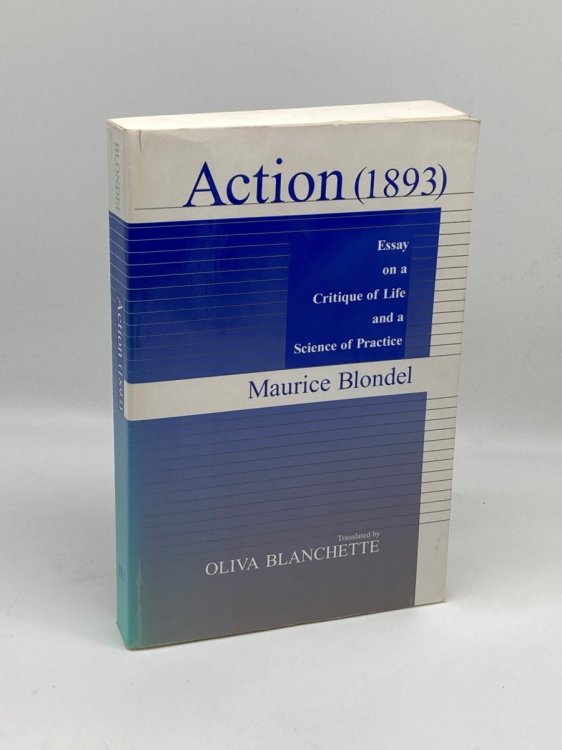 Action (1893)
Essay
on a
Critique of Life
and a
Science of Practice
Maurice Blondel
Translated by
OLIVA BLANCHETTE
BLONDEL
Action (1893)